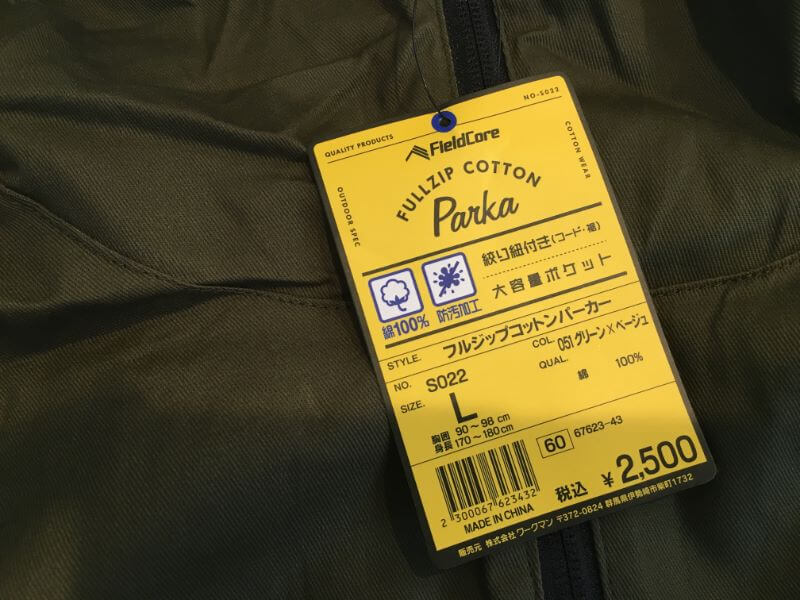 NO-S022
QUALITY PRODUCTS
FieldCore
COTTON WEAR
OUTDOOR SPEC
FULLZIP COTTON
Parka
絞り紐付き(コード・裾)
大容量ポケット
綿100% 防汚加工
STYLE. フルジップコットンパーカー
NO. S022 COL. 051グリーン×ベージュ
SIZE. L QUAL. 綿 100%
胸囲 90～98 cm
身長 170～180 cm
60 67623-43
税込 ¥2,500
2 300067 623432
MADE IN CHINA
販売元 株式会社 ワークマン 〒372-0824 群馬県伊勢崎市柴町1732